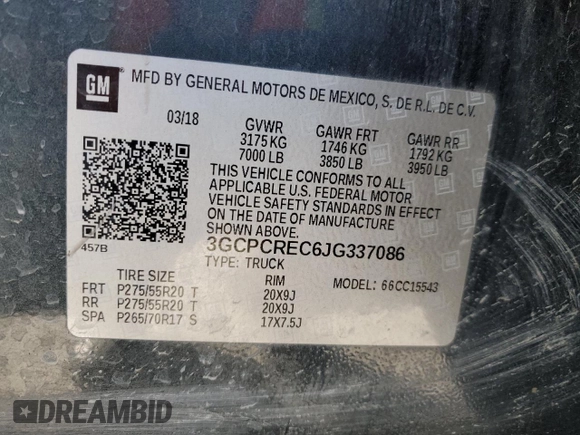 GM
MFD BY GENERAL MOTORS DE MEXICO, S. DE R.L. DE C.V.
03/18 GVWR GAWR FRT GAWR RR
3175 KG 1746 KG 1792 KG
7000 LB 3850 LB 3950 LB
THIS VEHICLE CONFORMS TO ALL
APPLICABLE U.S. FEDERAL MOTOR
VEHICLE SAFETY STANDARDS IN EFFECT
ON THE DATE OF MANUFACTURE
SHOWN ABOVE
457B 3GCPCREC6JG337086
TYPE: TRUCK MODEL: 66CC15543
TIRE SIZE RIM
FRT P275/55R20 T 20X9J
RR P275/55R20 T 20X9J
SPA P265/70R17 S 17X7.5J
DREAMBID